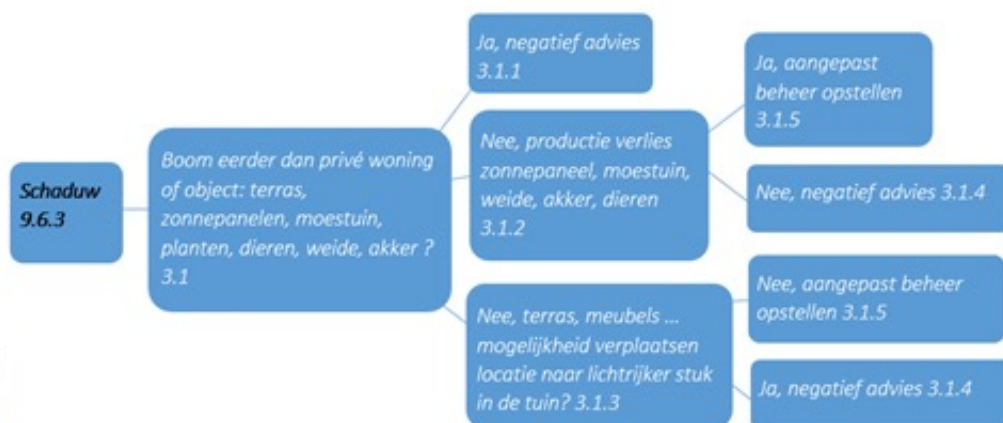 Schaduw
9.6.3
Boom eerder dan privé woning
of object: terras,
zonnepanelen, moestuin,
planten, dieren, weide, akker ?
3.1
Ja, negatief advies
3.1.1
Nee, productie verlies
zonnepaneel, moestuin,
weide, akker, dieren
3.1.2
Nee, terras, meubels ...
mogelijkheid verplaatsen
locatie naar lichtrijker stuk
in de tuin? 3.1.3
Ja, aangepast
beheer opstellen
3.1.5
Nee, negatief advies 3.1.4
Nee, aangepast beheer
opstellen 3.1.5
Ja, negatief advies 3.1.4